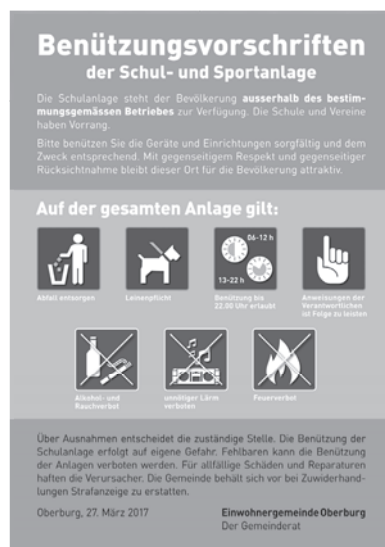 Benützungsvorschriften
der Schul- und Sportanlage
Die Schulanlage steht der Bevölkerung ausserhalb des bestim-
mungsgemässen Betriebes zur Verfügung. Die Schule und Vereine
haben Vorrang.
Bitte benützen Sie die Geräte und Einrichtungen sorgfältig und dem
Zweck entsprechend. Mit gegenseitigem Respekt und gegenseitiger
Rücksichtnahme bleibt dieser Ort für die Bevölkerung attraktiv.
Auf der gesamten Anlage gilt:
06-12 h
13-22 h
Abfall entsorgen
Leinenpflicht
Benützung bis
22.00 Uhr erlaubt
Anweisungen der
Verantwortlichen
ist Folge zu leisten
Alkohol- und
Rauchverbot
unnötiger Lärm
verboten
Feuerverbot
Über Ausnahmen entscheidet die zuständige Stelle. Die Benützung der
Schulanlage erfolgt auf eigene Gefahr. Fehlbaren kann die Benützung
der Anlagen verboten werden. Für allfällige Schäden und Reparaturen
haften die Verursacher. Die Gemeinde behält sich vor bei Zuwiderhand-
lungen Strafanzeige zu erstatten.
Oberburg, 27. März 2017
Einwohnergemeinde Oberburg
Der Gemeinderat